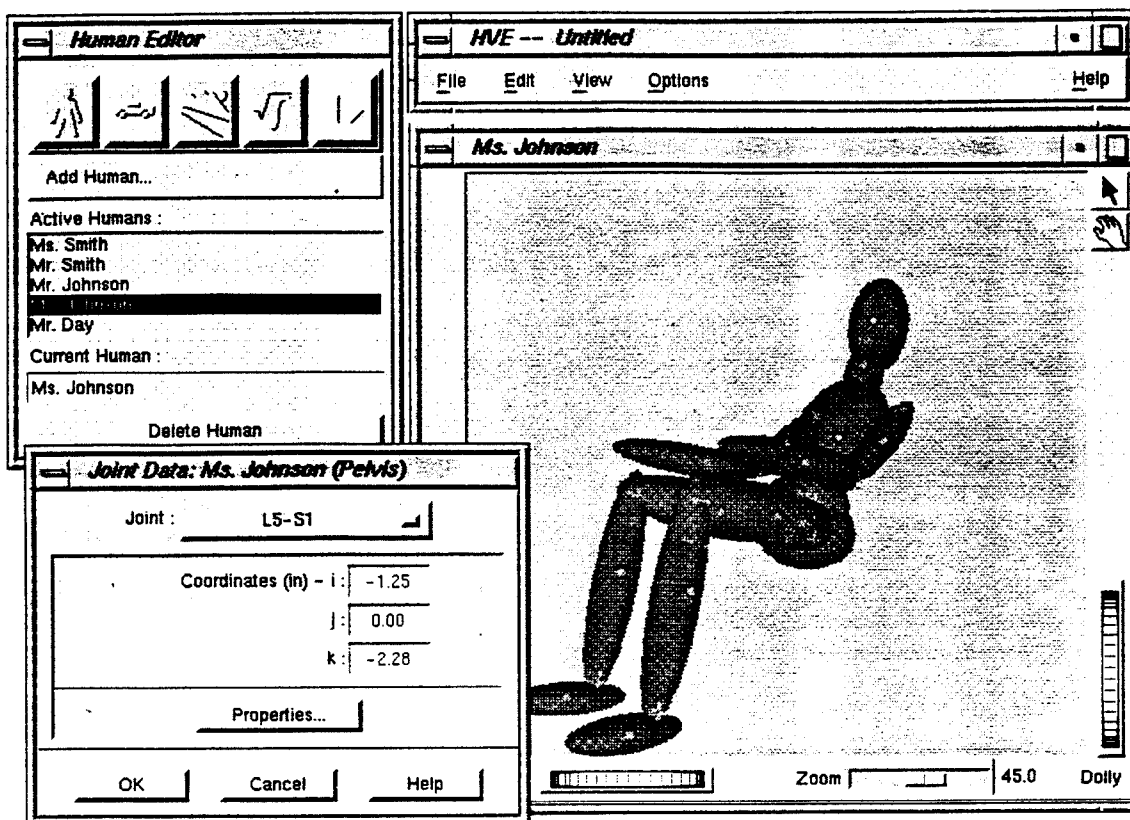 Human Editor
Add Human...
Active Humans :
Ms. Smith
Mr. Smith
Mr. Johnson
Mr. Day
Current Human :
Ms. Johnson
Delete Human
HVE -- Untitled
File Edit View Options Help
Ms. Johnson
Joint Data: Ms. Johnson (Pelvis)
Joint : L5-S1
Coordinates (in) - i : -1.25
j : 0.00
k : -2.28
Properties...
OK Cancel Help
Zoom 45.0 Dolly